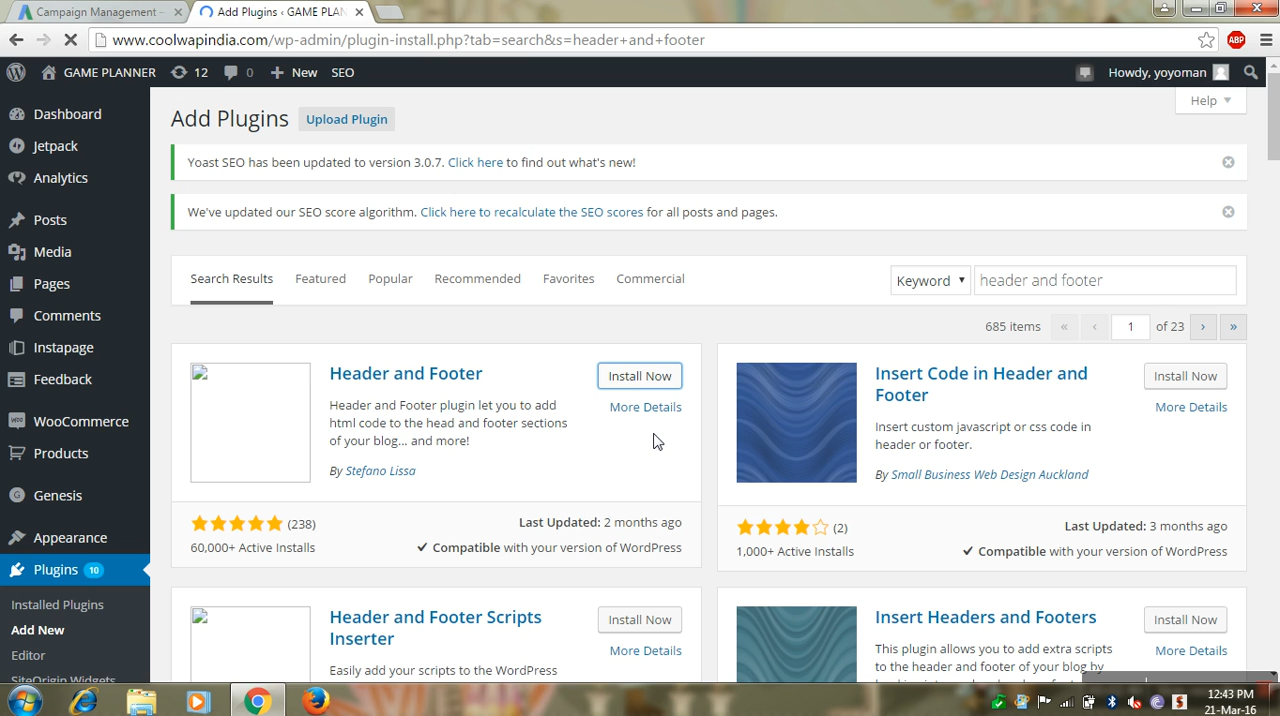 Campaign Management –
Add Plugins ‹ GAME PLAN
www.coolwapindia.com/wp-admin/plugin-install.php?tab=search&s=header+and+footer
ABP
GAME PLANNER 12 0 New SEO
Howdy, yoyoman
Dashboard
Jetpack
Analytics
Posts
Media
Pages
Comments
Instapage
Feedback
WooCommerce
Products
Genesis
Appearance
Plugins 10
Installed Plugins
Add New
Editor
SiteOrigin Widgets
Help
Add Plugins Upload Plugin
Yoast SEO has been updated to version 3.0.7. Click here to find out what's new!
We've updated our SEO score algorithm. Click here to recalculate the SEO scores for all posts and pages.
Search Results Featured Popular Recommended Favorites Commercial
Keyword header and footer
685 items « ‹ 1 of 23 › »
Header and Footer
Install Now
More Details
Header and Footer plugin let you to add
html code to the head and footer sections
of your blog... and more!
By Stefano Lissa
(238)
60,000+ Active Installs
Last Updated: 2 months ago
Compatible with your version of WordPress
Insert Code in Header and
Footer
Install Now
More Details
Insert custom javascript or css code in
header or footer.
By Small Business Web Design Auckland
(2)
1,000+ Active Installs
Last Updated: 3 months ago
Compatible with your version of WordPress
Header and Footer Scripts
Inserter
Install Now
More Details
Easily add your scripts to the WordPress
Insert Headers and Footers
Install Now
More Details
This plugin allows you to add extra scripts
to the header and footer of your blog by
12:43 PM
21-Mar-16